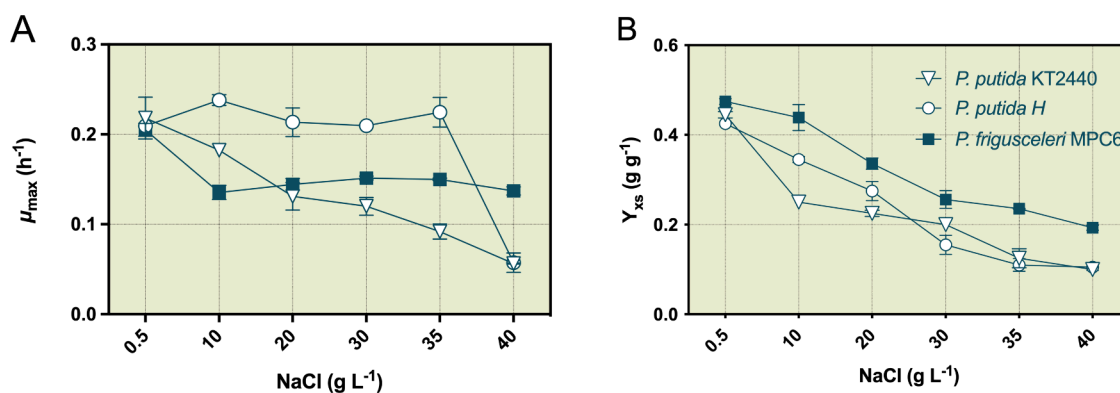 A
μmax (h-1)
0.3
0.2
0.1
0.0
0.5
10
20
30
35
40
NaCl (g L-1)
B
Yxs (g g-1)
0.6
0.4
0.2
0.0
P. putida KT2440
P. putida H
P. frigusceleri MPC6
0.5
10
20
30
35
40
NaCl (g L-1)